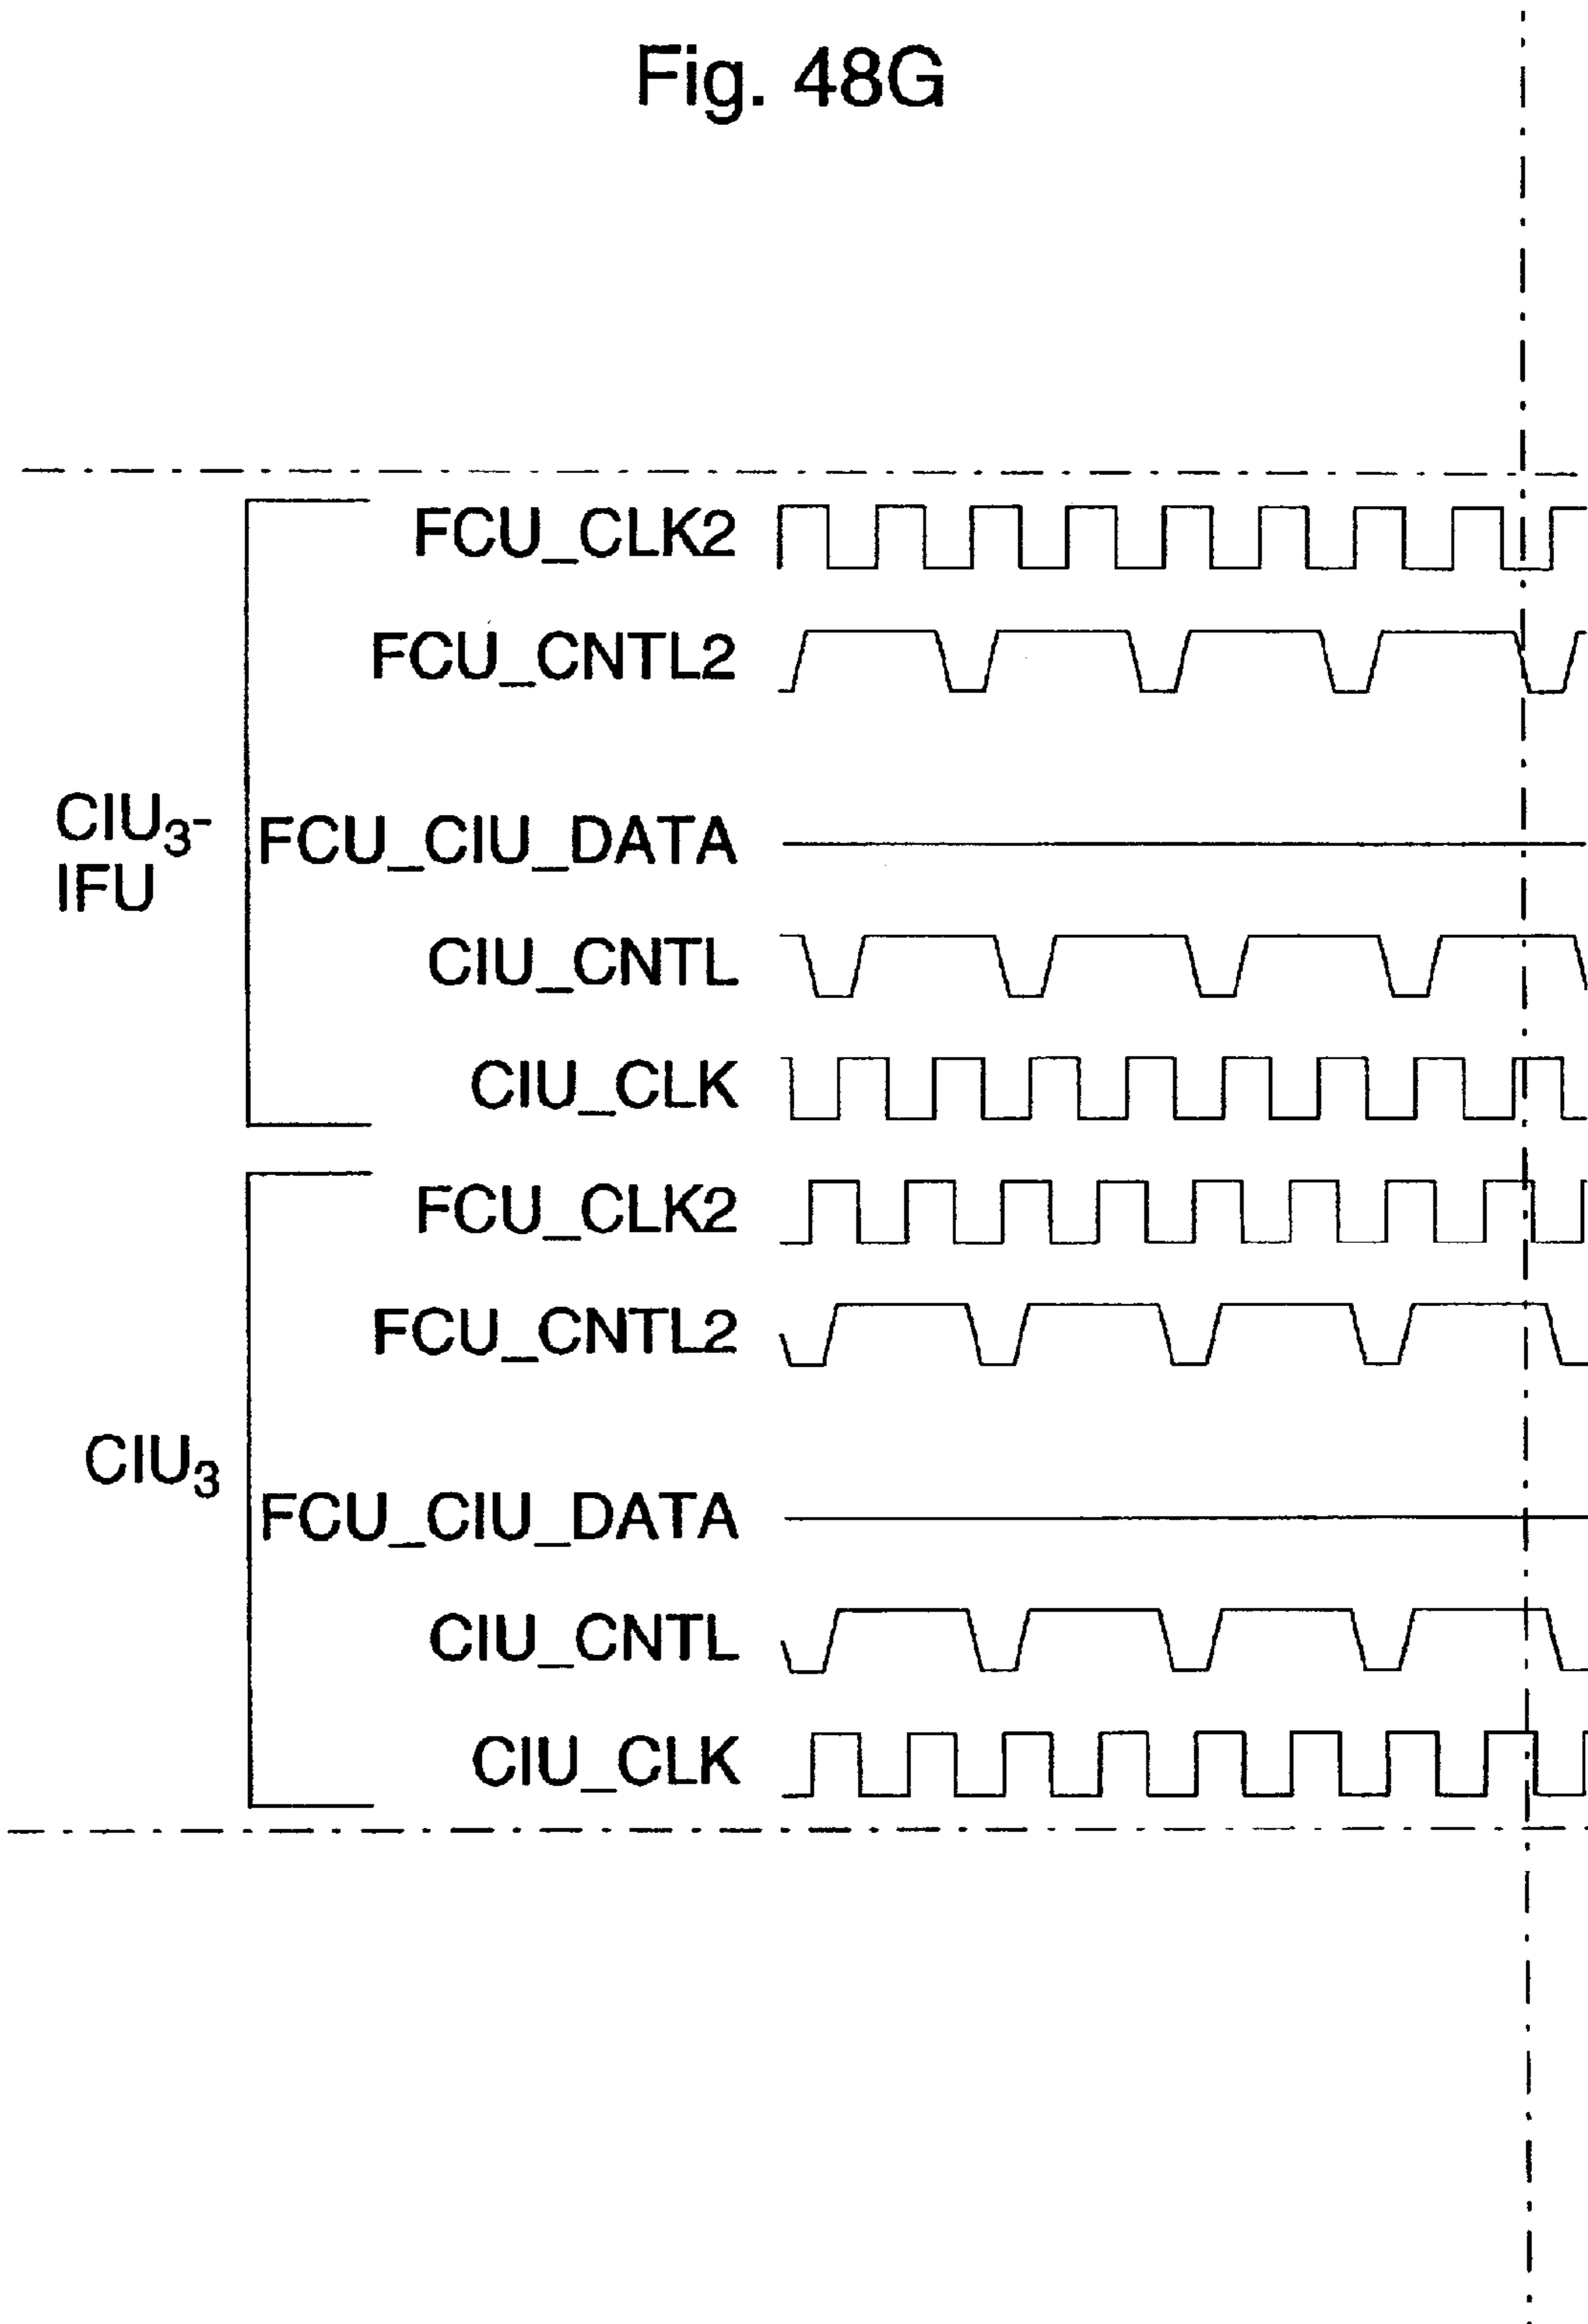 Fig. 48G
CIU3-
IFU
FCU_CLK2
FCU_CNTL2
FCU_CIU_DATA
CIU_CNTL
CIU_CLK
CIU3
FCU_CLK2
FCU_CNTL2
FCU_CIU_DATA
CIU_CNTL
CIU_CLK